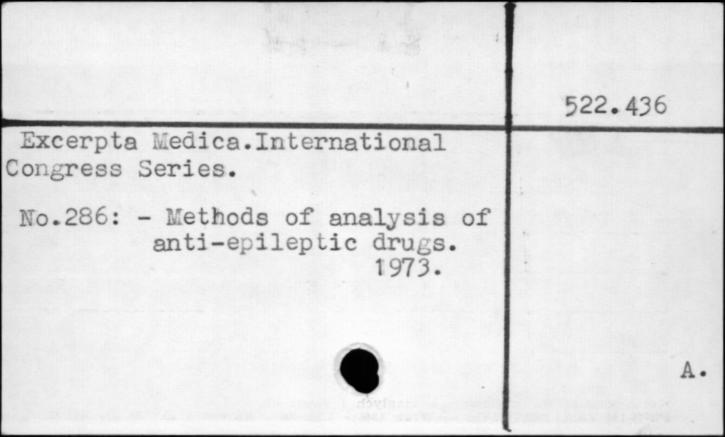 522.436
Excerpta Medica.International
Congress Series.
No.286: - Methods of analysis of
anti-epileptic drugs.
1973.
A.